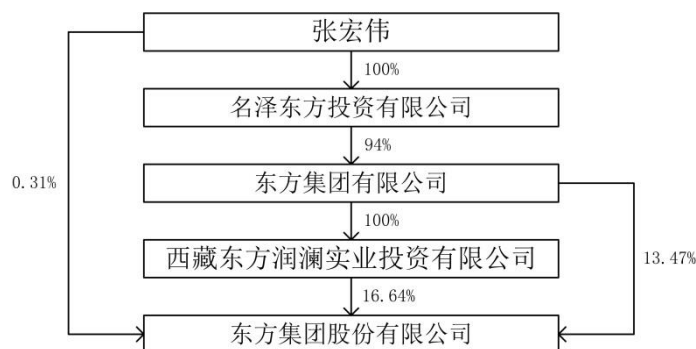 张宏伟
100%
名泽东方投资有限公司
94%
0.31%
东方集团有限公司
100%
西藏东方润澜实业投资有限公司
13.47%
16.64%
东方集团股份有限公司